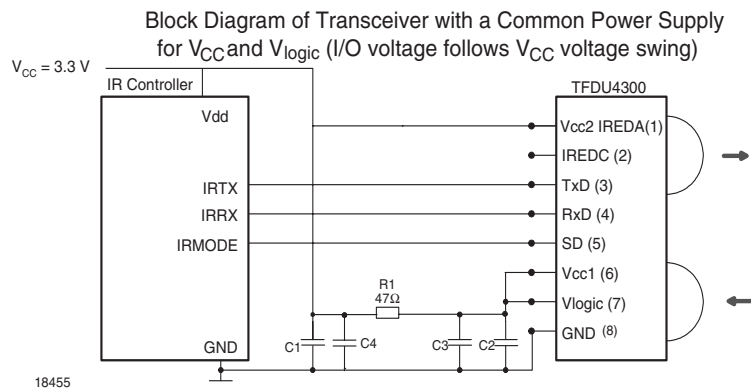 Block Diagram of Transceiver with a Common Power Supply
for VCC and Vlogic (I/O voltage follows VCC voltage swing)
VCC = 3.3 V
IR Controller
TFDU4300
Vdd
Vcc2 IREDA(1)
IREDC (2)
IRTX
TxD (3)
IRRX
RxD (4)
IRMODE
SD (5)
Vcc1 (6)
R1
47Ω
Vlogic (7)
GND (8)
GND
C1
C4
C3
C2
18455